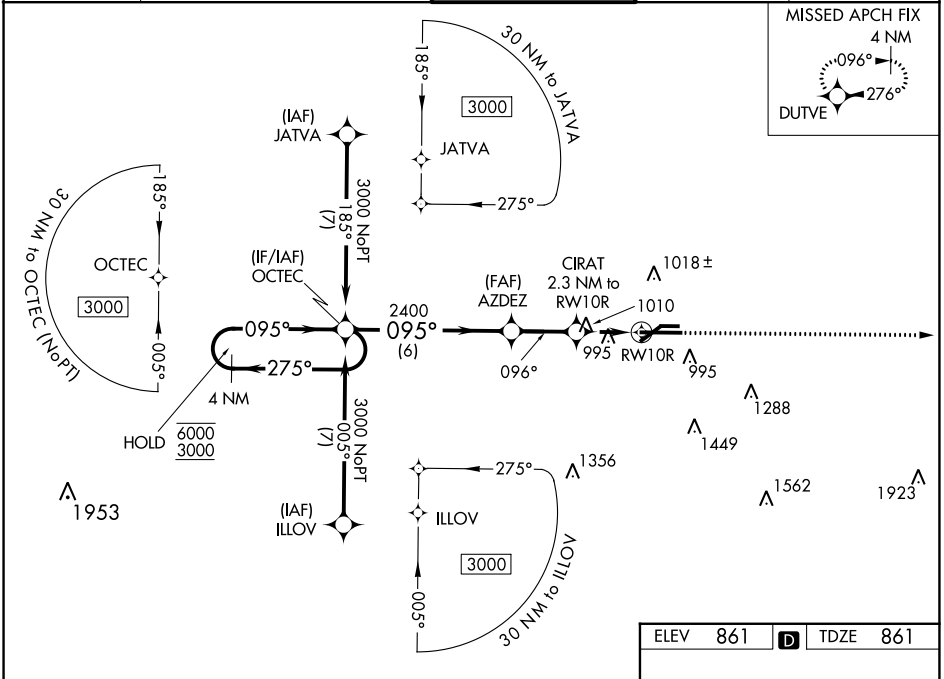 MISSED APCH FIX
4 NM
096°
276°
DUTVE
185°
30 NM to JATVA
3000
JATVA
275°
(IAF)
JATVA
3000 NoPT
185°
(7)
30 NM to OCTEC (NoPT)
185°
OCTEC
3000
005°
(IF/IAF)
OCTEC
095°
275°
4 NM
HOLD
6000
3000
2400
095°
(6)
(FAF)
AZDEZ
096°
CIRAT
2.3 NM to
RW10R
1010
1018±
995
RW10R
995
1288
1449
1562
1923
1356
1953
3000 NoPT
005°
(7)
(IAF)
ILLOV
275°
ILLOV
3000
005°
30 NM to ILLOV
ELEV 861 D TDZE 861